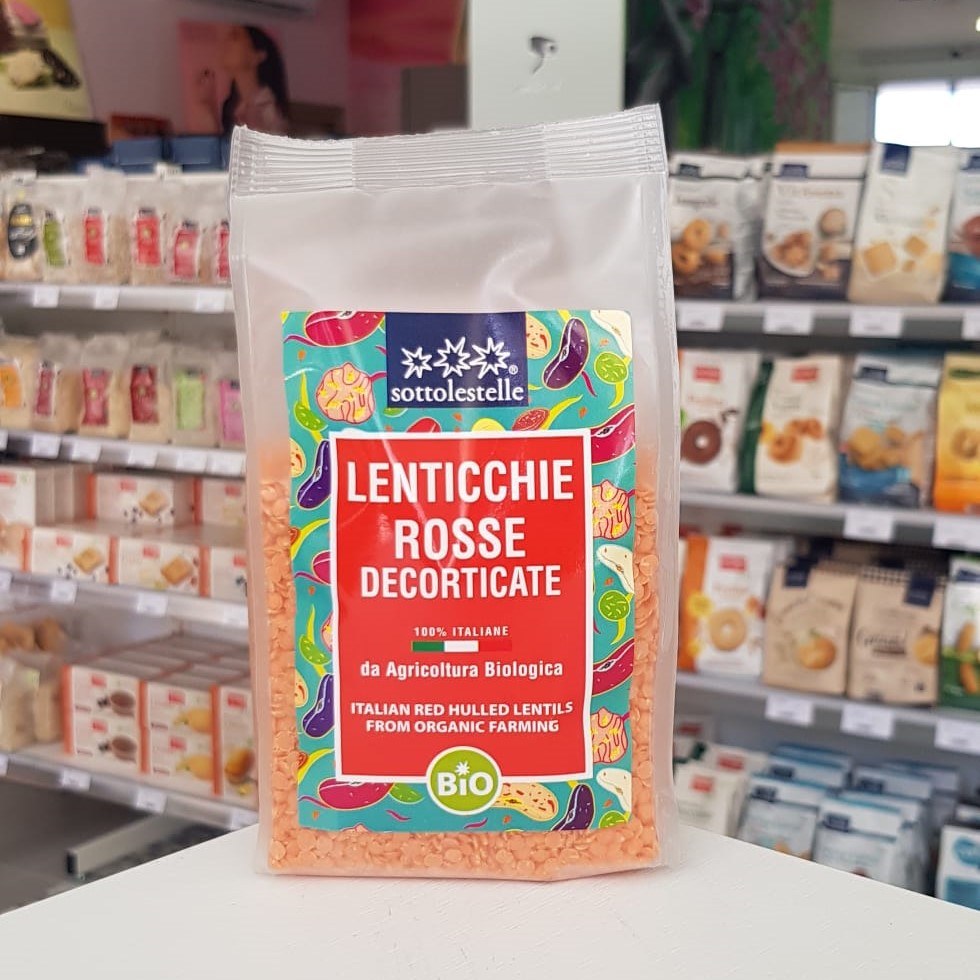 sottolestelle®
LENTICCHIE
ROSSE
DECORTICATE
100% ITALIANE
da Agricoltura Biologica
ITALIAN RED HULLED LENTILS
FROM ORGANIC FARMING
BiO